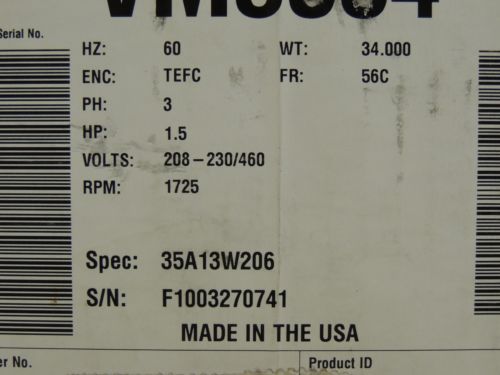 Serial No.
HZ: 60 WT: 34.000
ENC: TEFC FR: 56C
PH: 3
HP: 1.5
VOLTS: 208-230/460
RPM: 1725
Spec: 35A13W206
S/N: F1003270741
MADE IN THE USA
No. Product ID